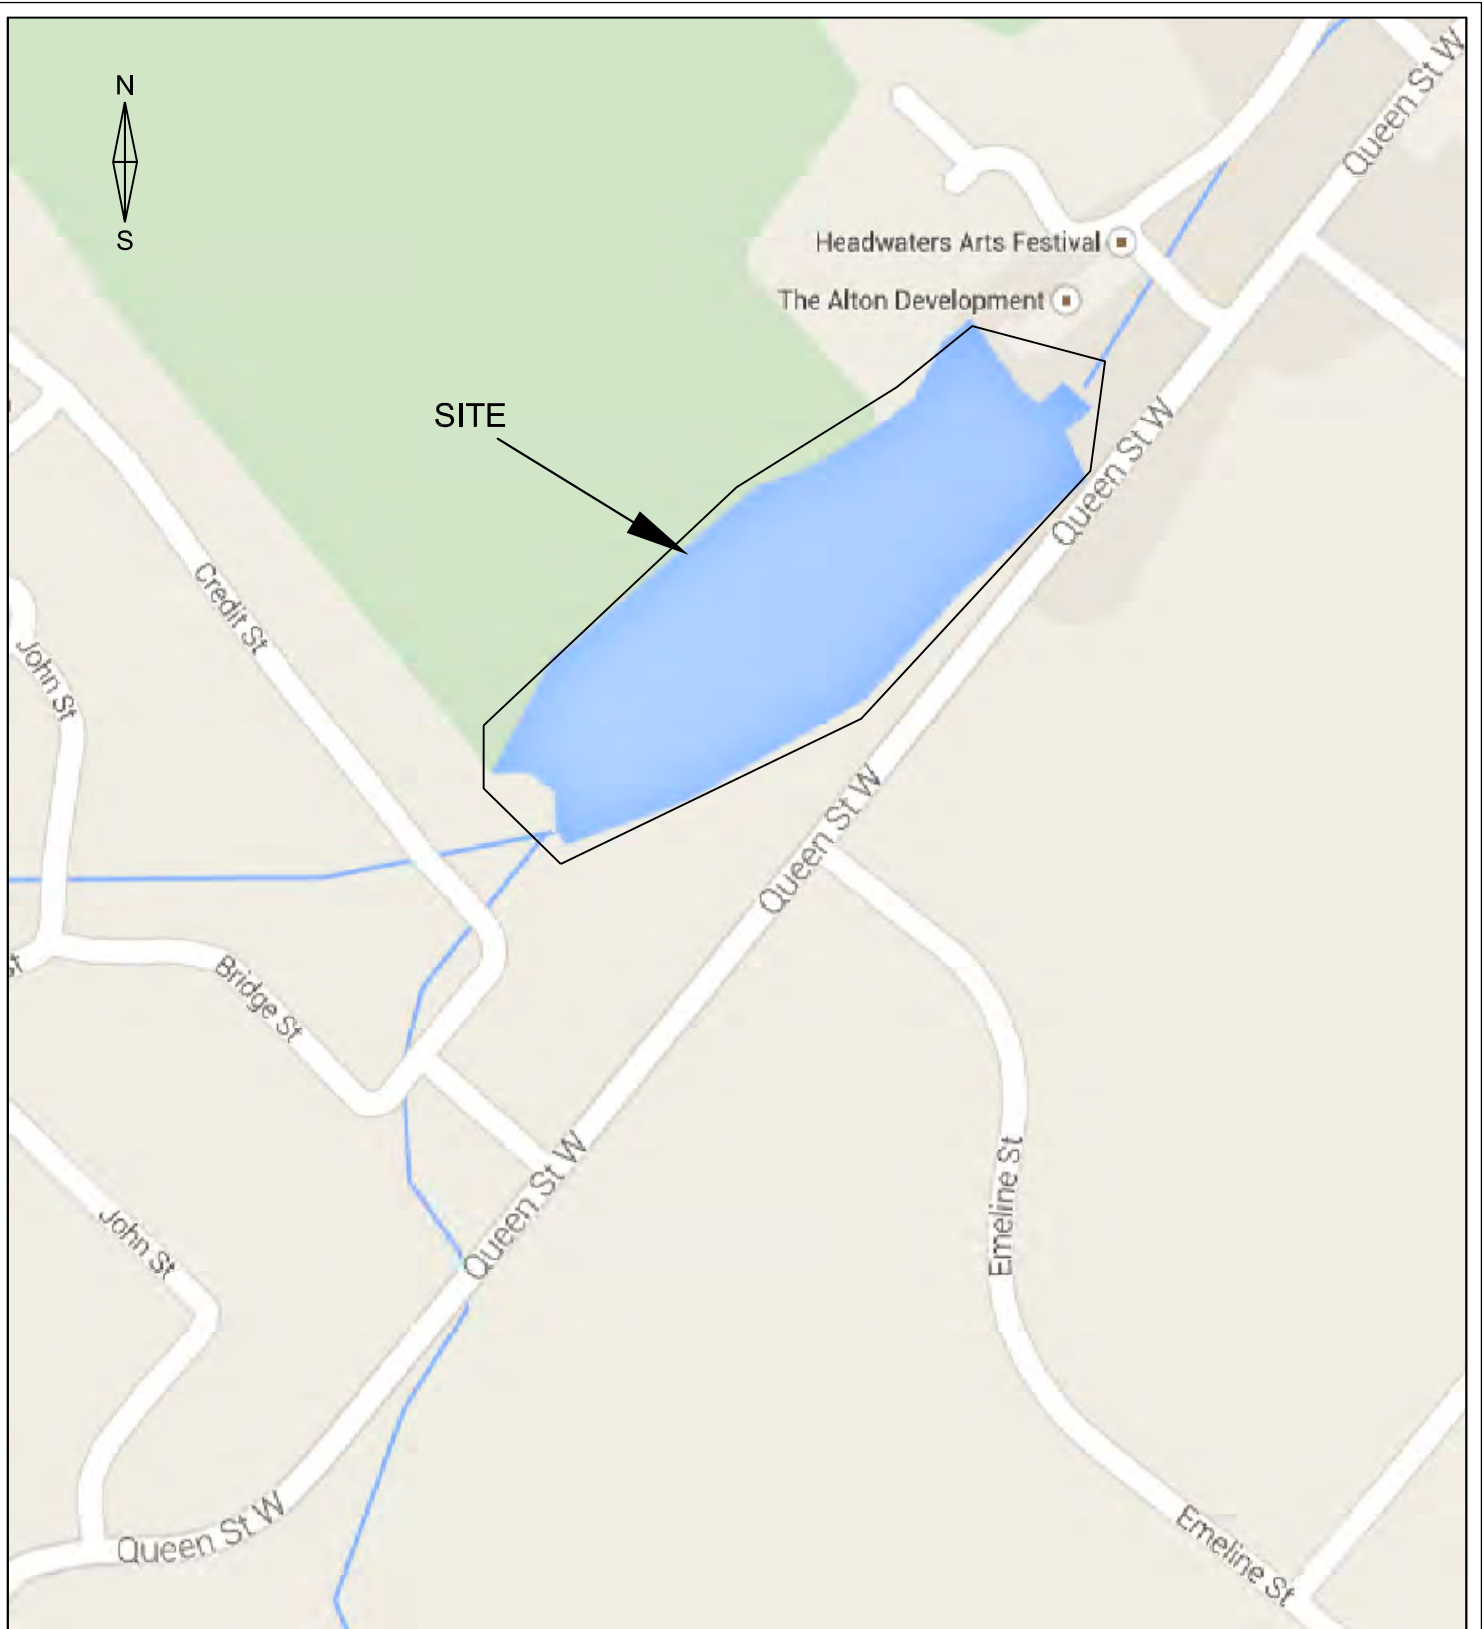 N
S
Queen St W
Headwaters Arts Festival
The Alton Development
SITE
Queen St W
Credit St
John St
Queen St W
st
Bridge St
Emeline St
Queen St W
John St
Queen St W
Emeline St